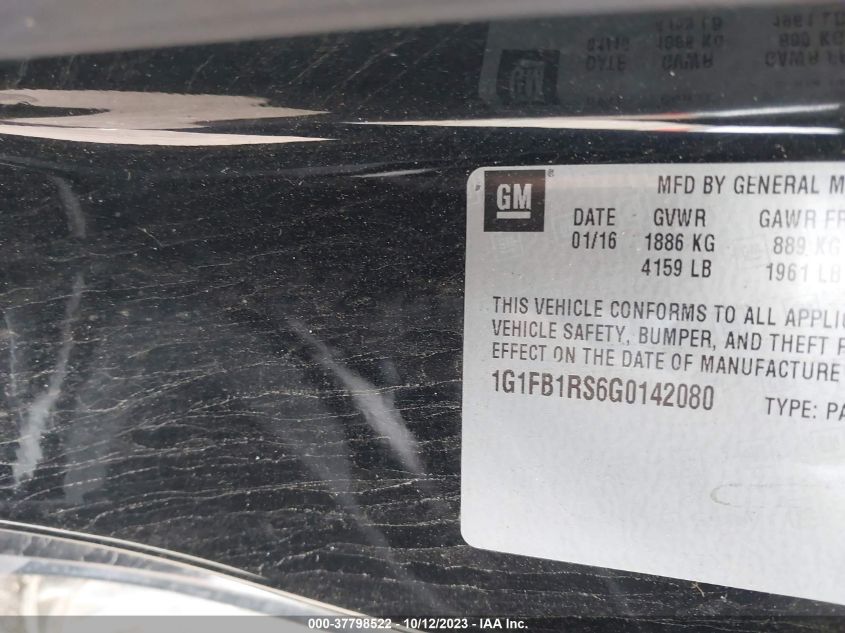 GM ®
MFD BY GENERAL M
DATE GVWR GAWR FR
01/16 1886 KG 889 KG
4159 LB 1961 LB
THIS VEHICLE CONFORMS TO ALL APPLIC
VEHICLE SAFETY, BUMPER, AND THEFT P
EFFECT ON THE DATE OF MANUFACTURE
1G1FB1RS6G0142080
TYPE: PA
000-37798522 - 10/12/2023 - IAA Inc.